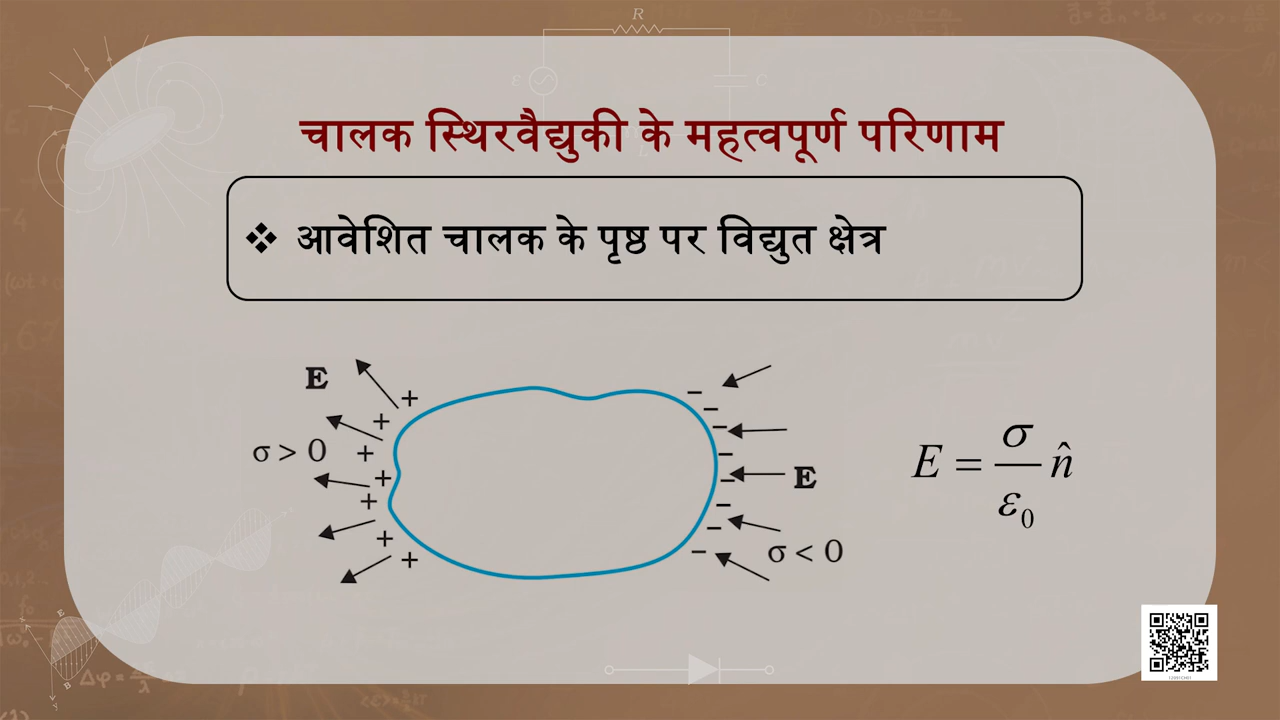 चालक स्थिरवैद्युकी के महत्वपूर्ण परिणाम
❖ आवेशित चालक के पृष्ठ पर विद्युत क्षेत्र
E
σ > 0
E
σ < 0
E = σ/ε₀ n̂